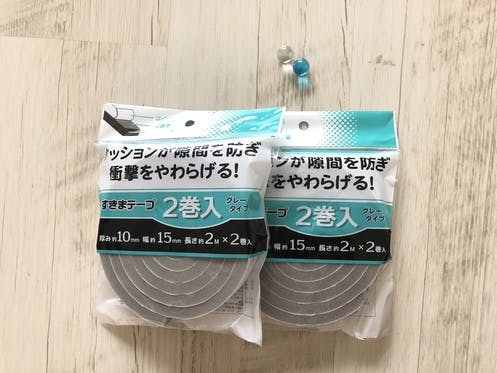 ッションが隙間を防ぎ
衝撃をやわらげる!
すきまテープ 2巻入 グレータイプ
厚み約10mm 幅約15mm 長さ約2M×2巻入
ションが隙間を防ぎ
をやわらげる!
テープ 2巻入 グレータイプ
幅約15mm 長さ約2M×2巻入